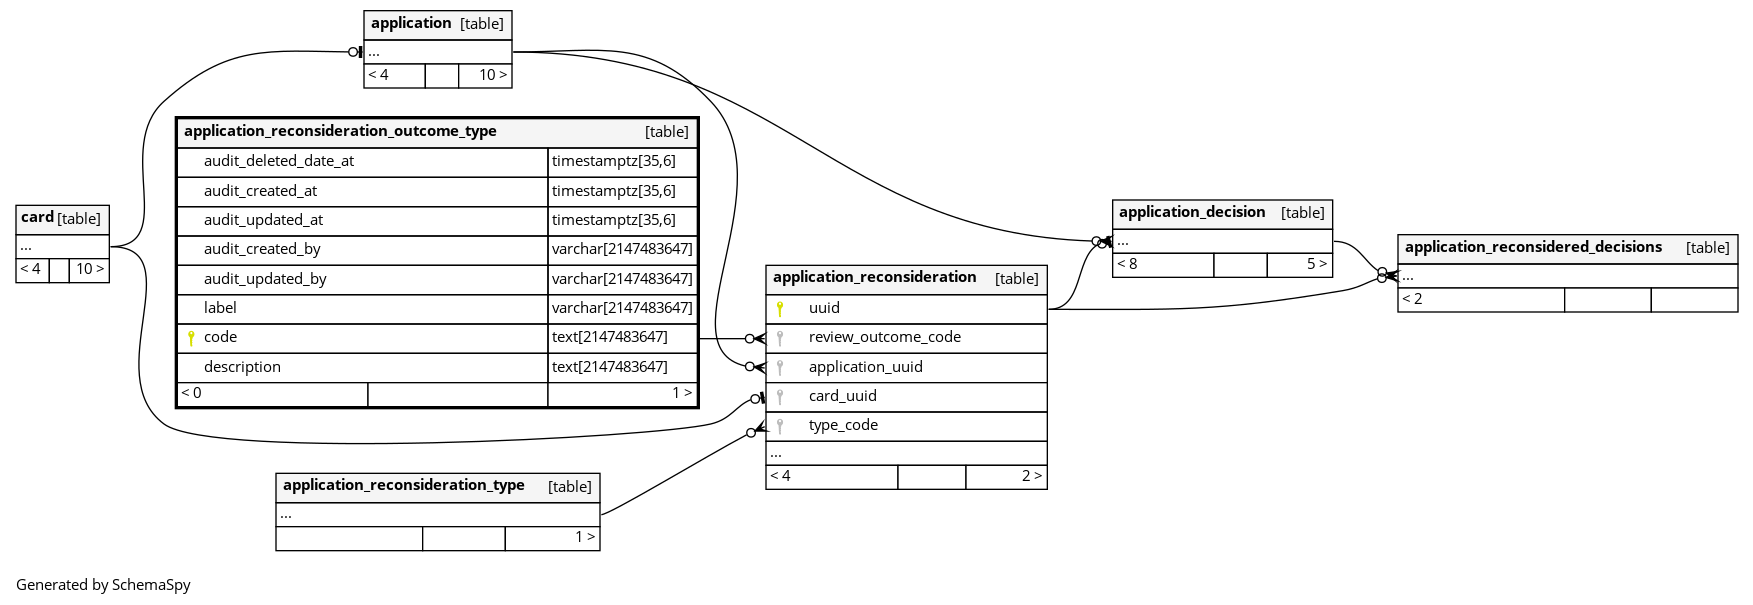 application [table]
...
< 4 10 >
application_reconsideration_outcome_type [table]
audit_deleted_date_at timestamptz[35,6]
audit_created_at timestamptz[35,6]
audit_updated_at timestamptz[35,6]
audit_created_by varchar[2147483647]
audit_updated_by varchar[2147483647]
label varchar[2147483647]
code text[2147483647]
description text[2147483647]
< 0 1 >
card [table]
...
< 4 10 >
application_decision [table]
...
< 8 5 >
application_reconsidered_decisions [table]
...
< 2
application_reconsideration [table]
uuid
review_outcome_code
application_uuid
card_uuid
type_code
...
< 4 2 >
application_reconsideration_type [table]
...
1 >
Generated by SchemaSpy